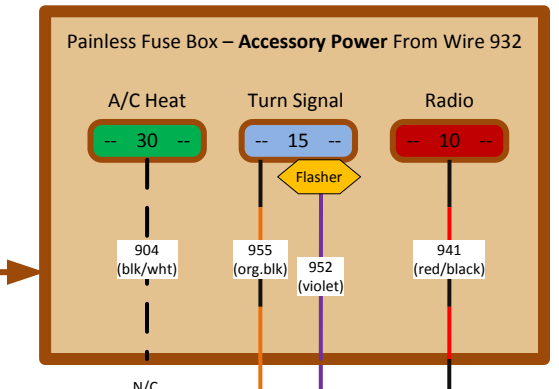 Painless Fuse Box – Accessory Power From Wire 932
A/C Heat Turn Signal Radio
-- 30 -- -- 15 -- -- 10 --
Flasher
904
(blk/wht)
955
(org.blk)
952
(violet)
941
(red/black)
N/C